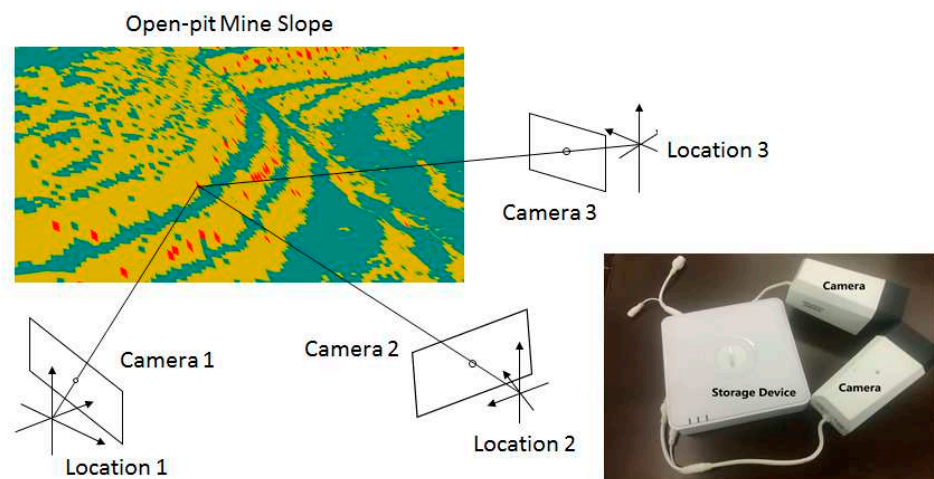 Open-pit Mine Slope
Location 3
Camera 3
Camera 1
Camera 2
Location 1
Location 2
Camera
Camera
Storage Device